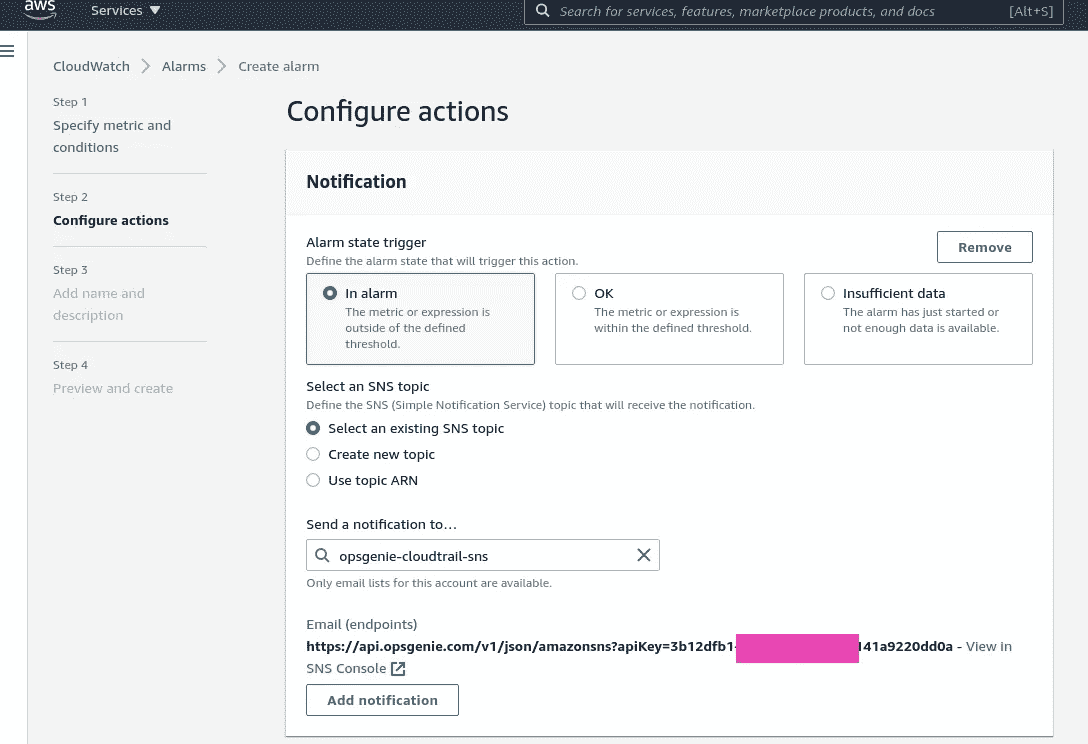 aws
Services ▼
Search for services, features, marketplace products, and docs
[Alt+S]
CloudWatch > Alarms > Create alarm
Step 1
Specify metric and
conditions
Step 2
Configure actions
Step 3
Add name and
description
Step 4
Preview and create
Configure actions
Notification
Alarm state trigger
Define the alarm state that will trigger this action.
Remove
In alarm
The metric or expression is
outside of the defined
threshold.
OK
The metric or expression is
within the defined threshold.
Insufficient data
The alarm has just started or
not enough data is available.
Select an SNS topic
Define the SNS (Simple Notification Service) topic that will receive the notification.
Select an existing SNS topic
Create new topic
Use topic ARN
Send a notification to…
opsgenie-cloudtrail-sns
Only email lists for this account are available.
Email (endpoints)
https://api.opsgenie.com/v1/json/amazonsns?apiKey=3b12dfb1- 41a9220dd0a - View in
SNS Console
Add notification